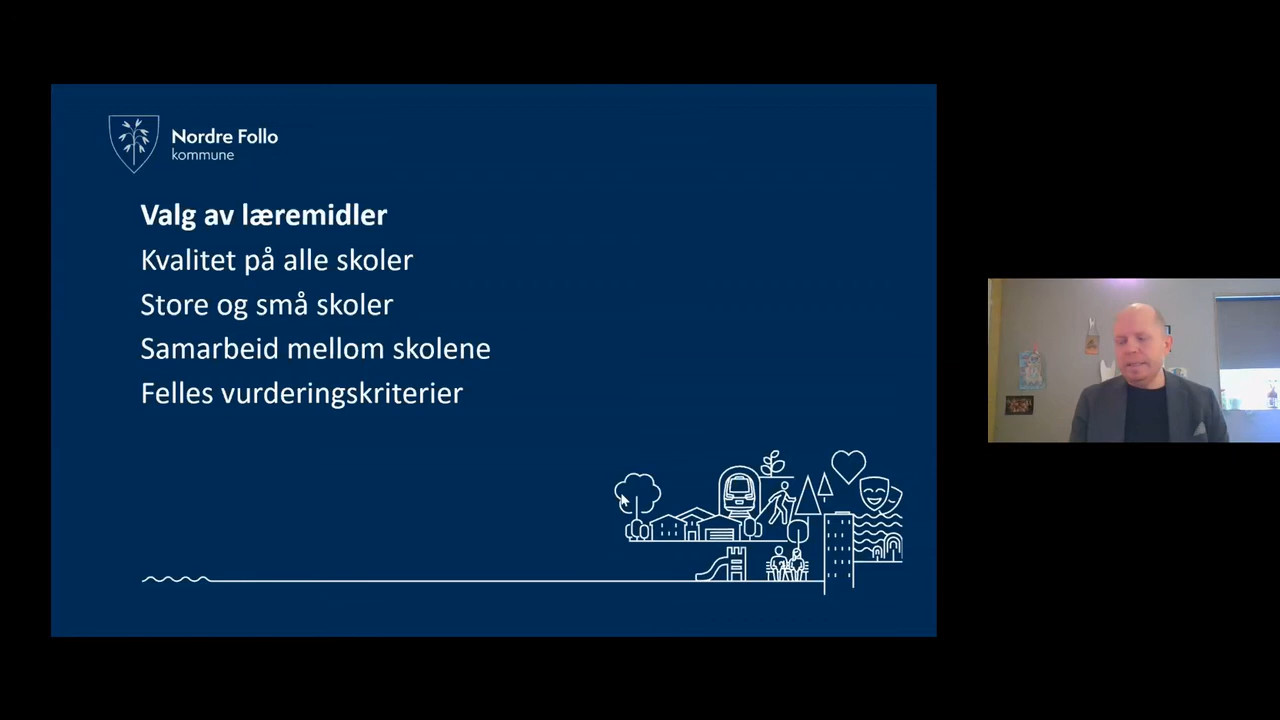 Nordre Follo
kommune
Valg av læremidler
Kvalitet på alle skoler
Store og små skoler
Samarbeid mellom skolene
Felles vurderingskriterier